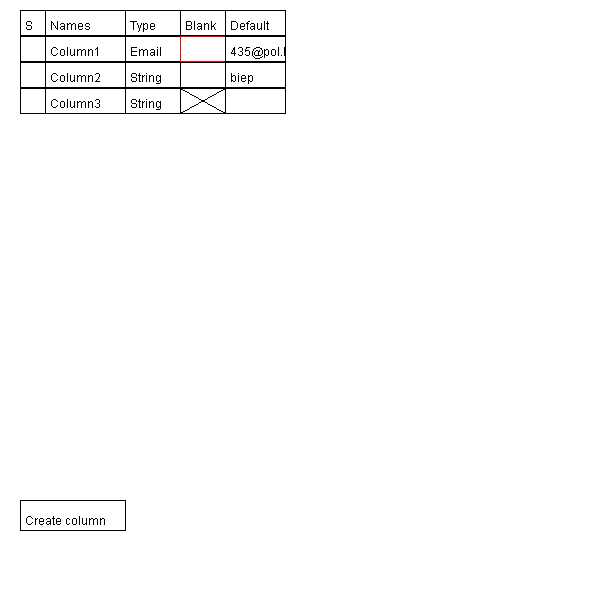 S Names Type Blank Default
Column1 Email 435@pol.
Column2 String biep
Column3 String
Create column